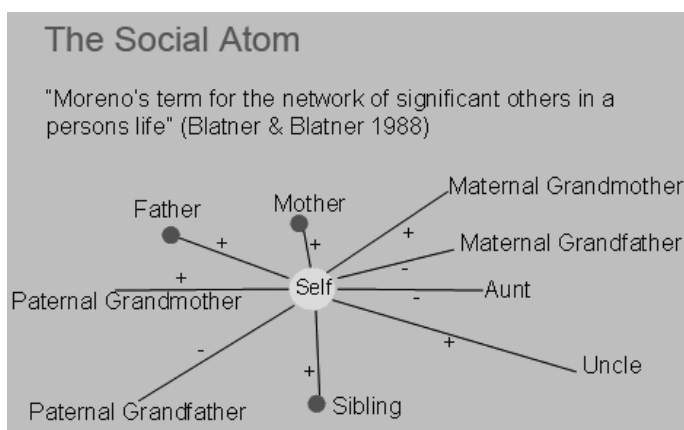 The Social Atom
"Moreno's term for the network of significant others in a
persons life" (Blatner & Blatner 1988)
Maternal Grandmother
Mother
Father
+
+
+
Maternal Grandfather
-
+
Self
Aunt
-
Paternal Grandmother
-
+
Uncle
+
Sibling
Paternal Grandfather